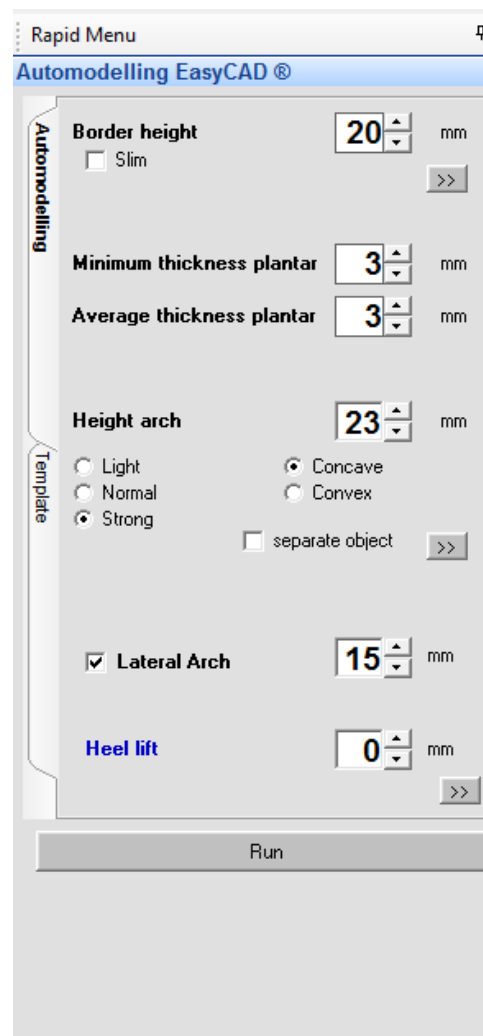 Rapid Menu
Automodelling EasyCAD ®
Automodelling
Template
Border height 20 mm
Slim
>>
Minimum thickness plantar 3 mm
Average thickness plantar 3 mm
Height arch 23 mm
Light Concave
Normal Convex
Strong
separate object >>
Lateral Arch 15 mm
Heel lift 0 mm
>>
Run